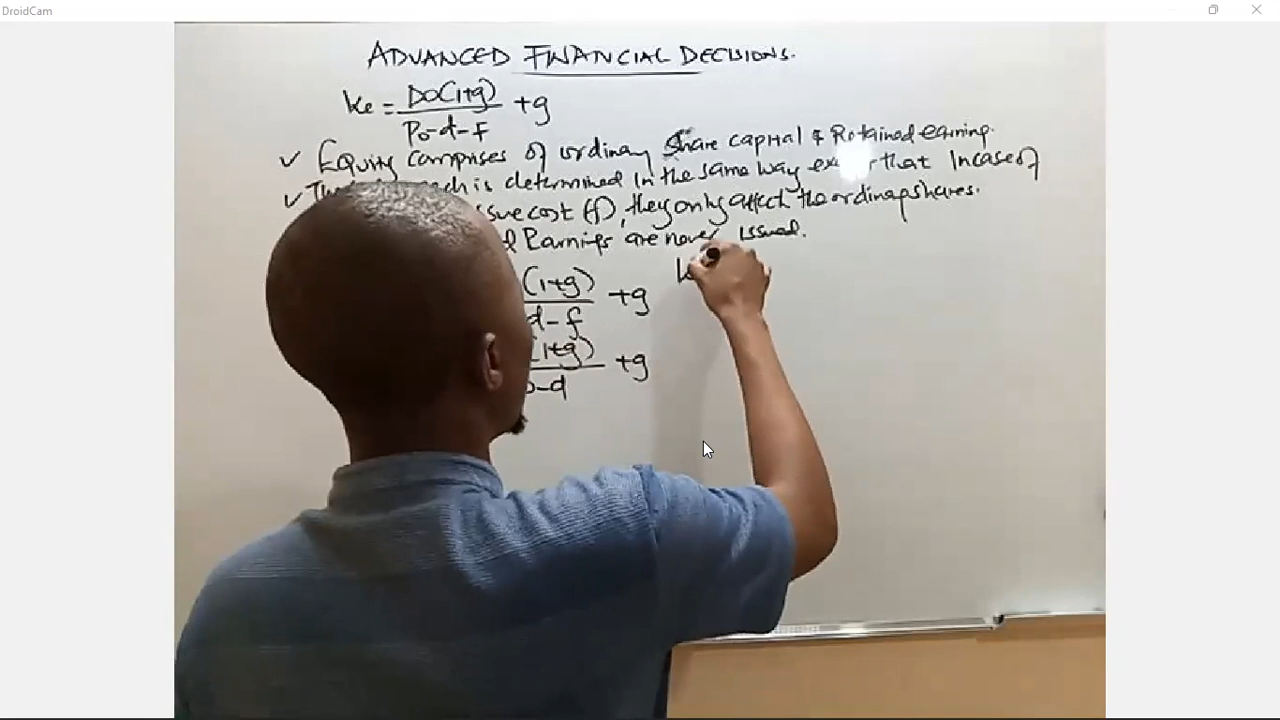 DroidCam
ADVANCED FINANCIAL DECISIONS.
Ke = D0(1+g) / P0-d-F +g
✓ Equity comprises of ordinary Share capital & Retained earning.
✓ is determined in the same way that Incase of
issue cost (f), they only affect the ordinary shares.
Earnings are never issued.
(1+g) / d-f +g
(1+g) / -d +g